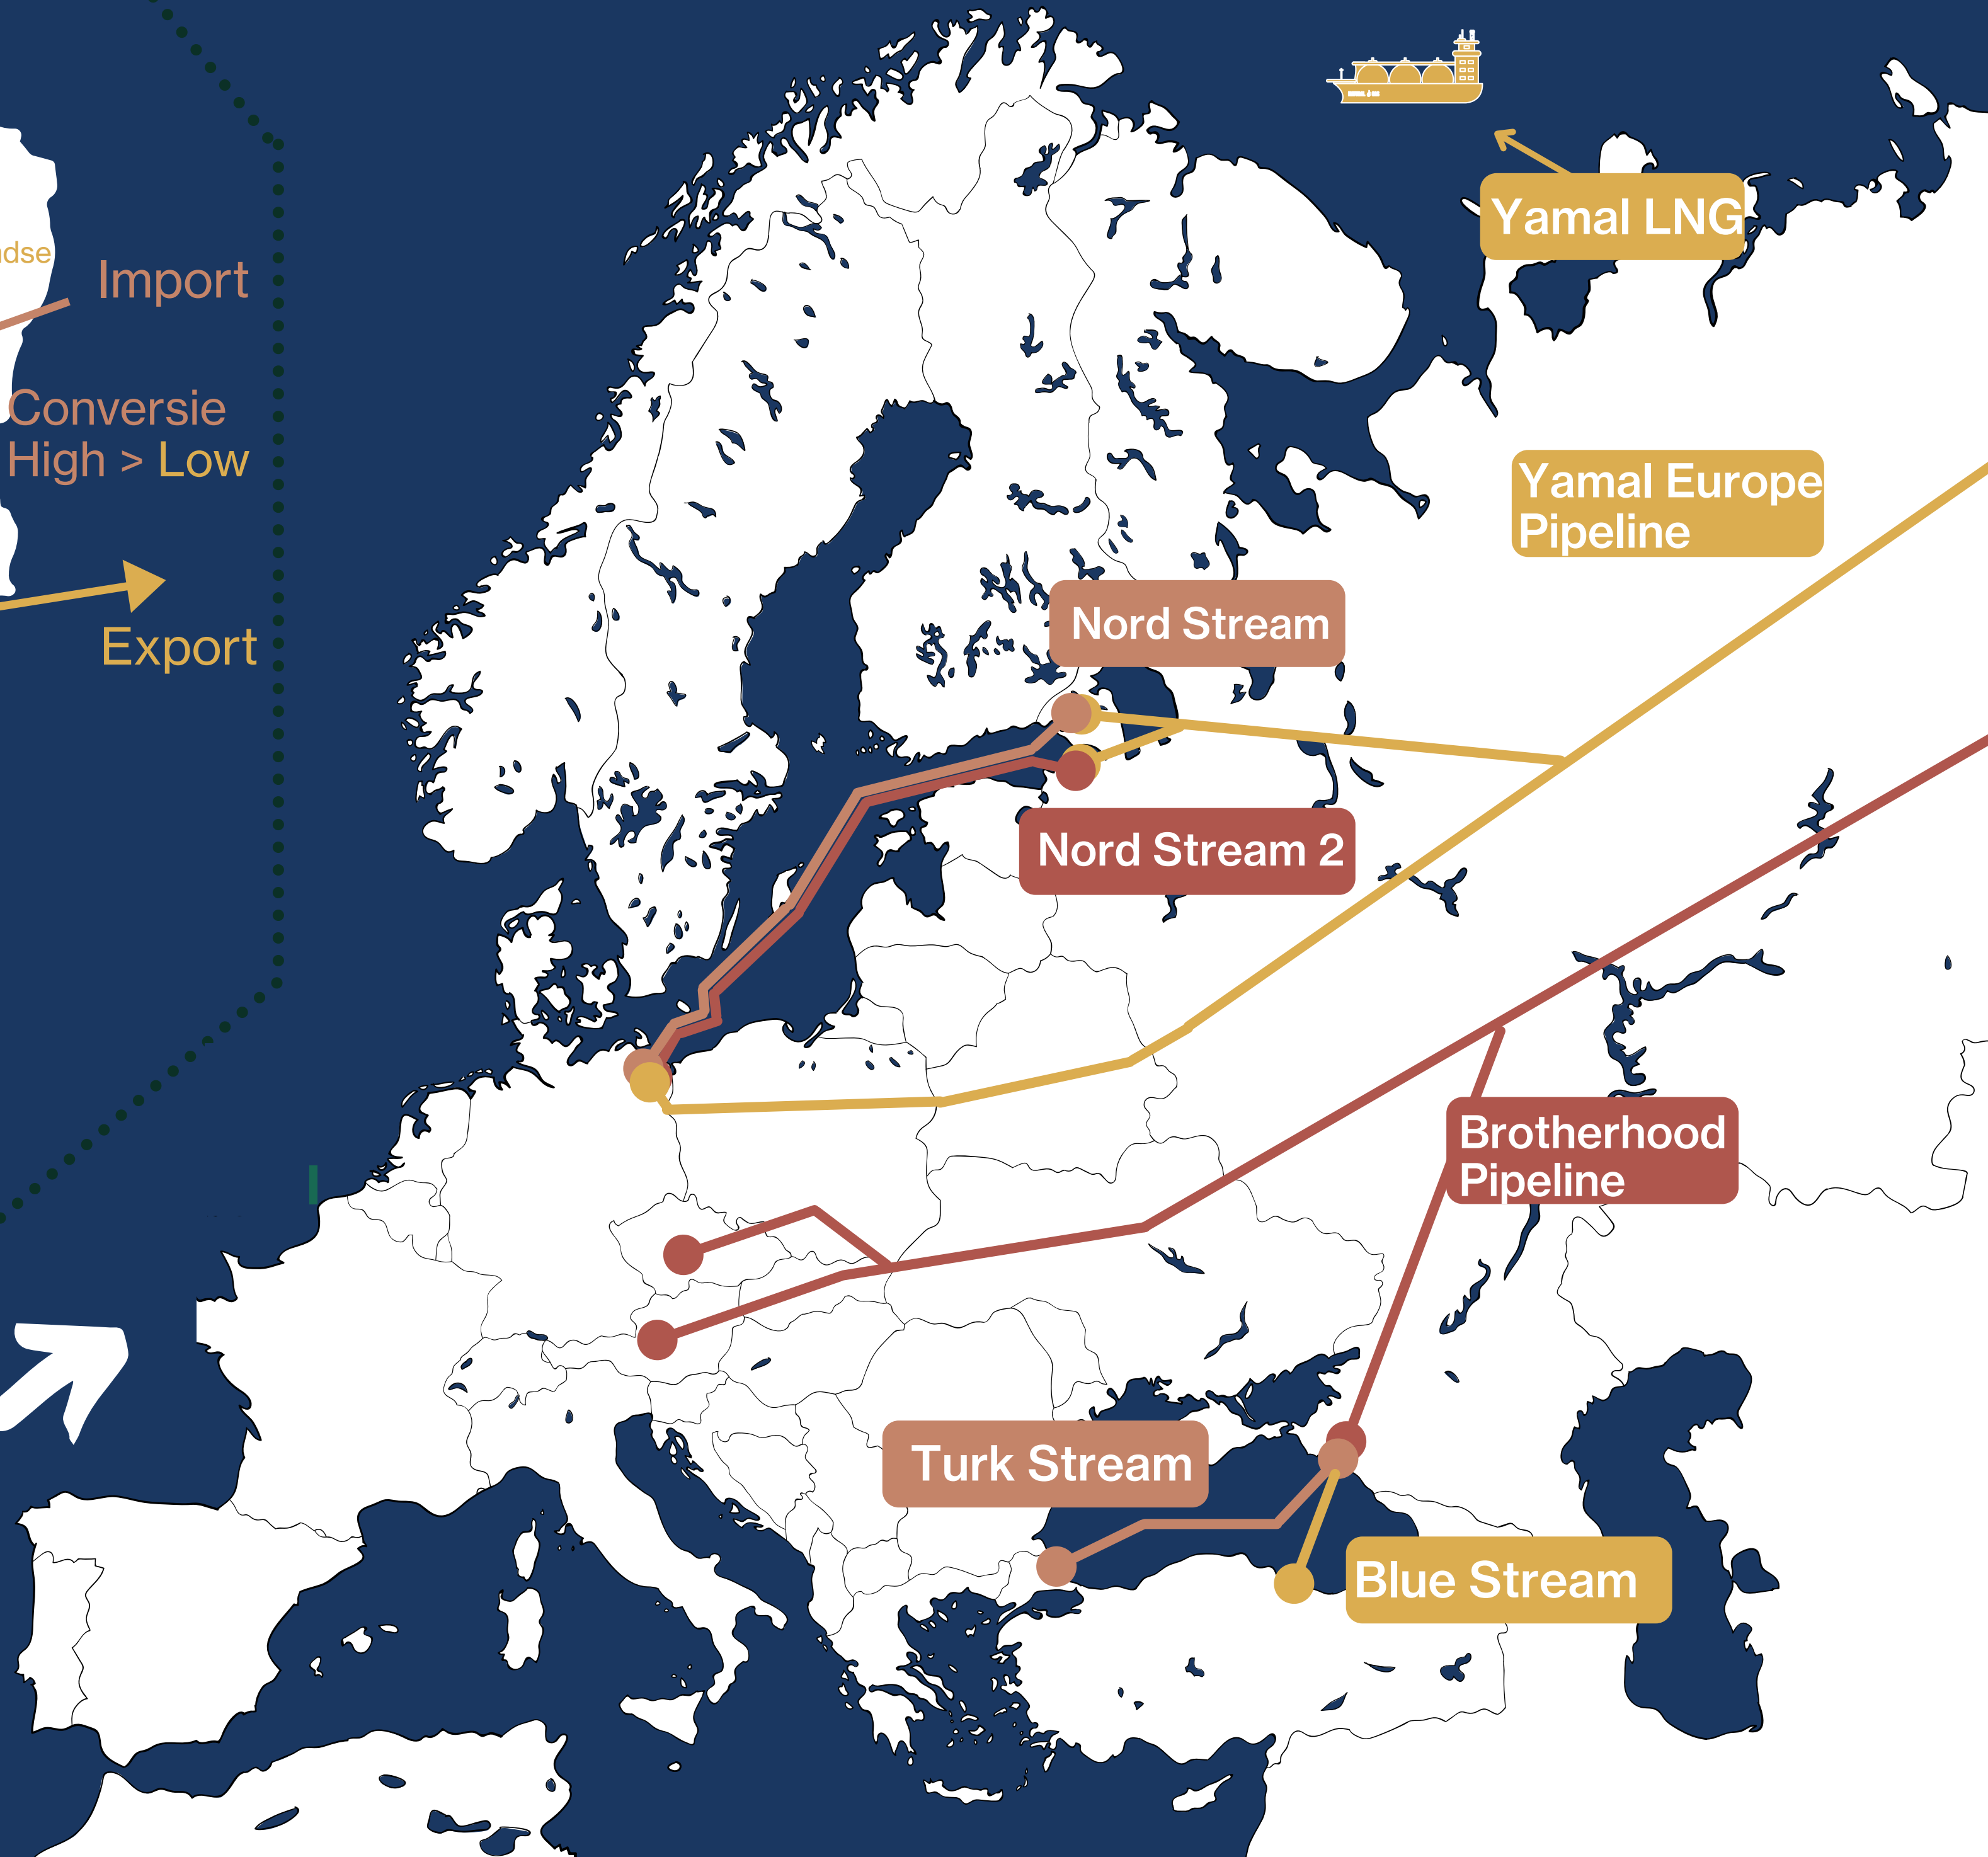 Yamal LNG
dse
Import
Conversie
High > Low
Yamal Europe
Pipeline
Nord Stream
Export
Nord Stream 2
Brotherhood
Pipeline
Turk Stream
Blue Stream